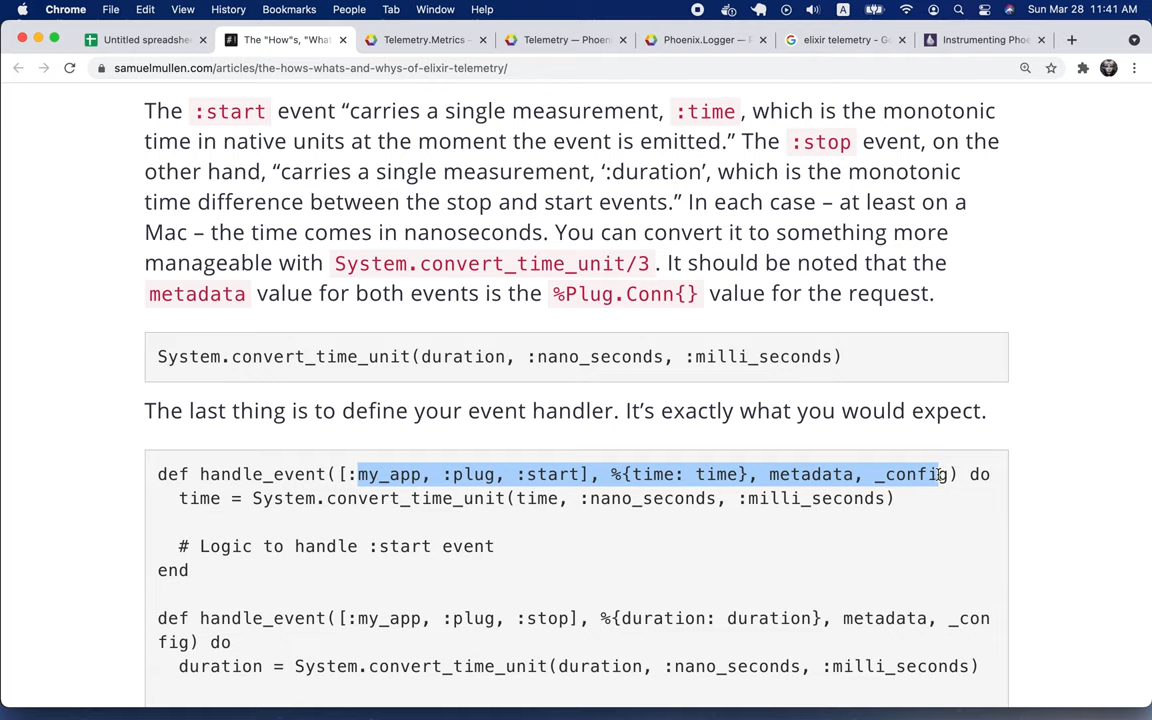 Chrome File Edit View History Bookmarks People Tab Window Help A Sun Mar 28 11:41 AM
Untitled spreadshe The "How"s, "What Telemetry.Metrics – Telemetry — Phoen Phoenix.Logger — P elixir telemetry - Go Instrumenting Phoe
samuelmullen.com/articles/the-hows-whats-and-whys-of-elixir-telemetry/
The :start event “carries a single measurement, :time, which is the monotonic
time in native units at the moment the event is emitted.” The :stop event, on the
other hand, “carries a single measurement, ‘:duration’, which is the monotonic
time difference between the stop and start events.” In each case – at least on a
Mac – the time comes in nanoseconds. You can convert it to something more
manageable with System.convert_time_unit/3. It should be noted that the
metadata value for both events is the %Plug.Conn{} value for the request.
System.convert_time_unit(duration, :nano_seconds, :milli_seconds)
The last thing is to define your event handler. It’s exactly what you would expect.
def handle_event([:my_app, :plug, :start], %{time: time}, metadata, _config) do
time = System.convert_time_unit(time, :nano_seconds, :milli_seconds)
# Logic to handle :start event
end
def handle_event([:my_app, :plug, :stop], %{duration: duration}, metadata, _con
fig) do
duration = System.convert_time_unit(duration, :nano_seconds, :milli_seconds)